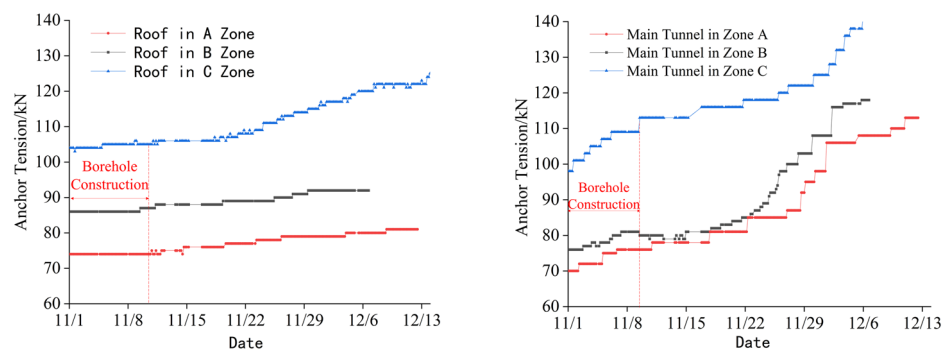 140
130
120
110
100
90
80
70
60
Anchor Tension/kN
Roof in A Zone
Roof in B Zone
Roof in C Zone
Borehole
Construction
11/1 11/8 11/15 11/22 11/29 12/6 12/13
Date
140
130
120
110
100
90
80
70
60
Anchor Tension/kN
Main Tunnel in Zone A
Main Tunnel in Zone B
Main Tunnel in Zone C
Borehole
Construction
11/1 11/8 11/15 11/22 11/29 12/6 12/13
Date